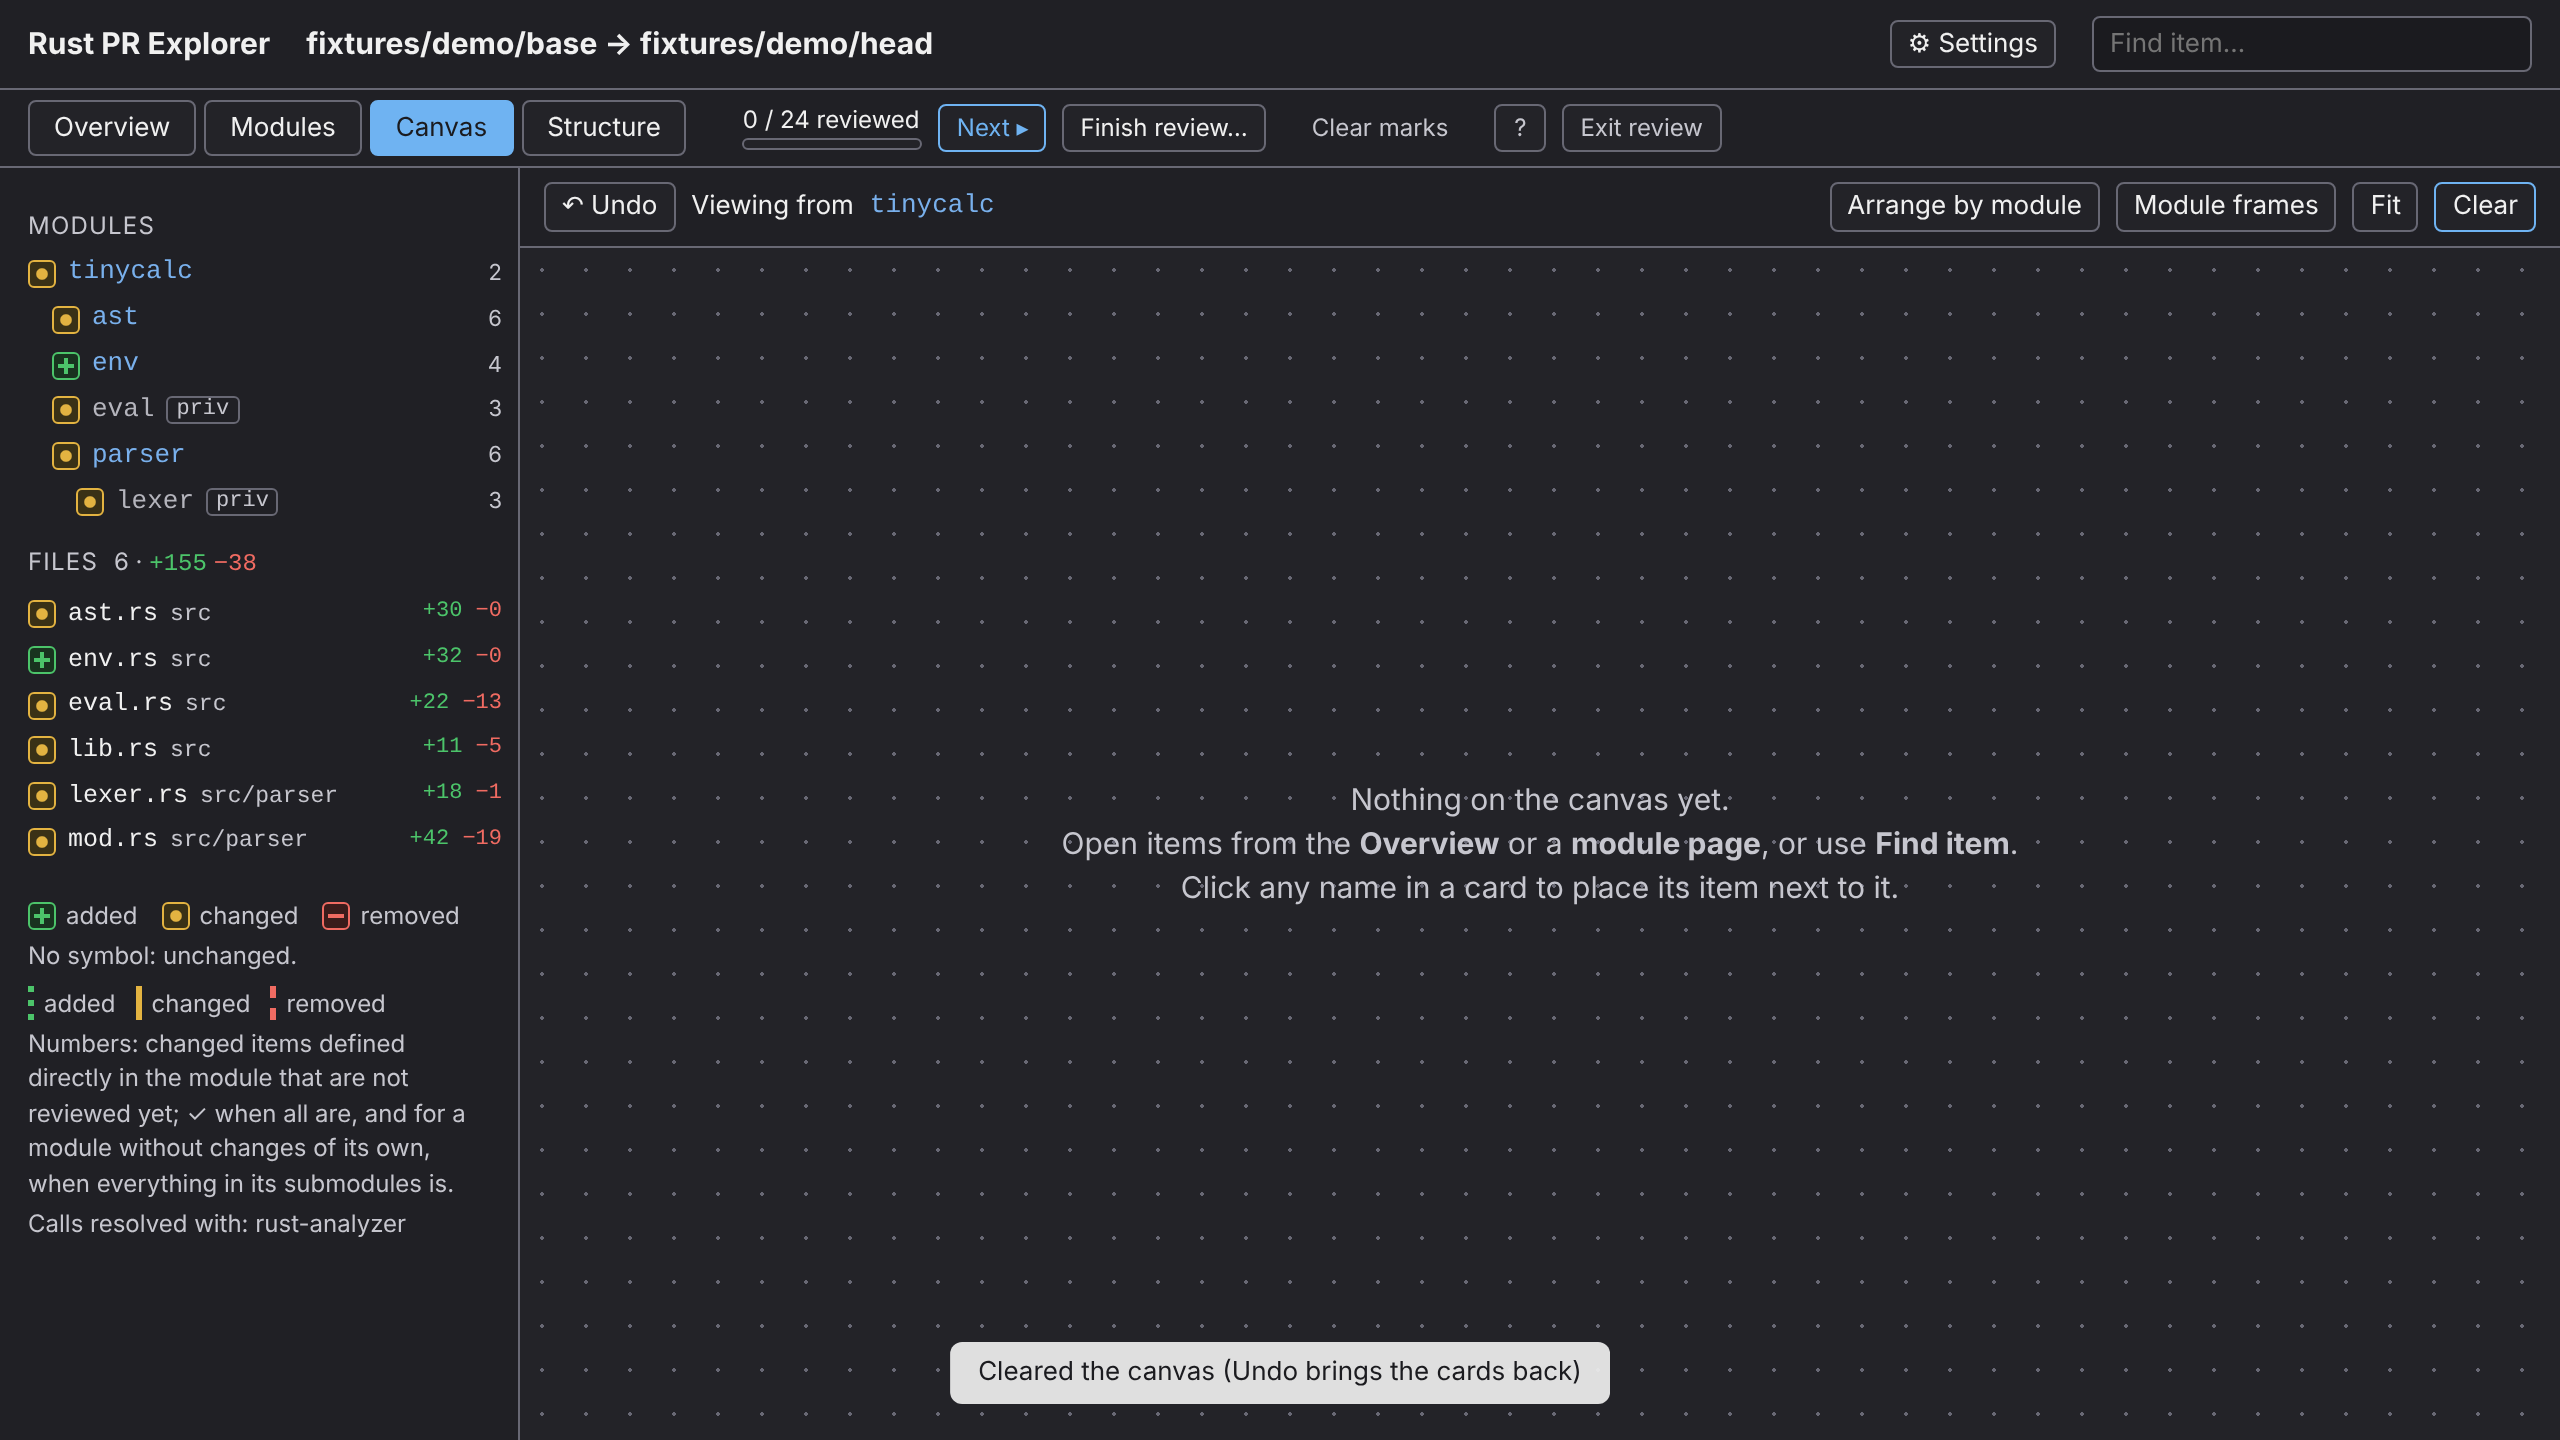 Rust PR Explorer fixtures/demo/base → fixtures/demo/head ⚙ Settings Find item...
Overview Modules Canvas Structure 0 / 24 reviewed Next ▸ Finish review... Clear marks ? Exit review
↶ Undo Viewing from tinycalc Arrange by module Module frames Fit Clear
MODULES
tinycalc 2
ast 6
env 4
eval priv 3
parser 6
lexer priv 3
FILES 6 · +155 −38
ast.rs src +30 −0
env.rs src +32 −0
eval.rs src +22 −13
lib.rs src +11 −5
lexer.rs src/parser +18 −1
mod.rs src/parser +42 −19
added changed removed
No symbol: unchanged.
added changed removed
Numbers: changed items defined
directly in the module that are not
reviewed yet; ✓ when all are, and for a
module without changes of its own,
when everything in its submodules is.
Calls resolved with: rust-analyzer
Nothing on the canvas yet.
Open items from the Overview or a module page, or use Find item.
Click any name in a card to place its item next to it.
Cleared the canvas (Undo brings the cards back)